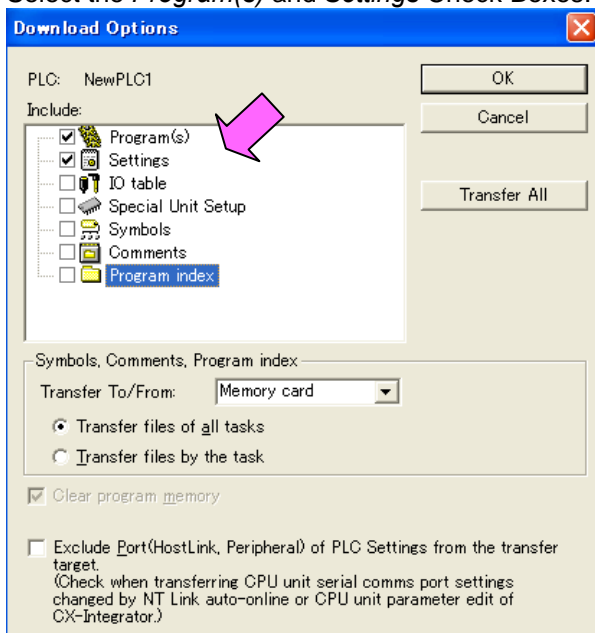 Select the Program(s) and Settings Check Boxes.
Download Options
PLC: NewPLC1
OK
Include:
Cancel
Program(s)
Settings
IO table
Transfer All
Special Unit Setup
Symbols
Comments
Program index
Symbols, Comments, Program index
Transfer To/From: Memory card
Transfer files of all tasks
Transfer files by the task
Clear program memory
Exclude Port(HostLink, Peripheral) of PLC Settings from the transfer
target.
(Check when transferring CPU unit serial comms port settings
changed by NT Link auto-online or CPU unit parameter edit of
CX-Integrator.)